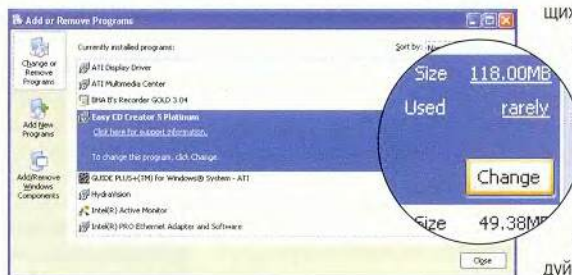 Add or Remove Programs
щих
Currently installed programs:
Sort by:
Change or
Remove
Programs
ATI Display Driver
ATI Multimedia Center
BHA B's Recorder GOLD 3.04
Easy CD Creator 5 Platinum
Click here for support information.
To change this program, click Change.
Size 118.00MB
Used rarely
Change
Add New
Programs
Add/Remove
Windows
Components
GUIDE PLUS+(TM) for Windows® System - ATI
HydraVision
Intel(R) Active Monitor
Intel(R) PRO Ethernet Adapter and Software
Size 49.38MB
Close
дуй